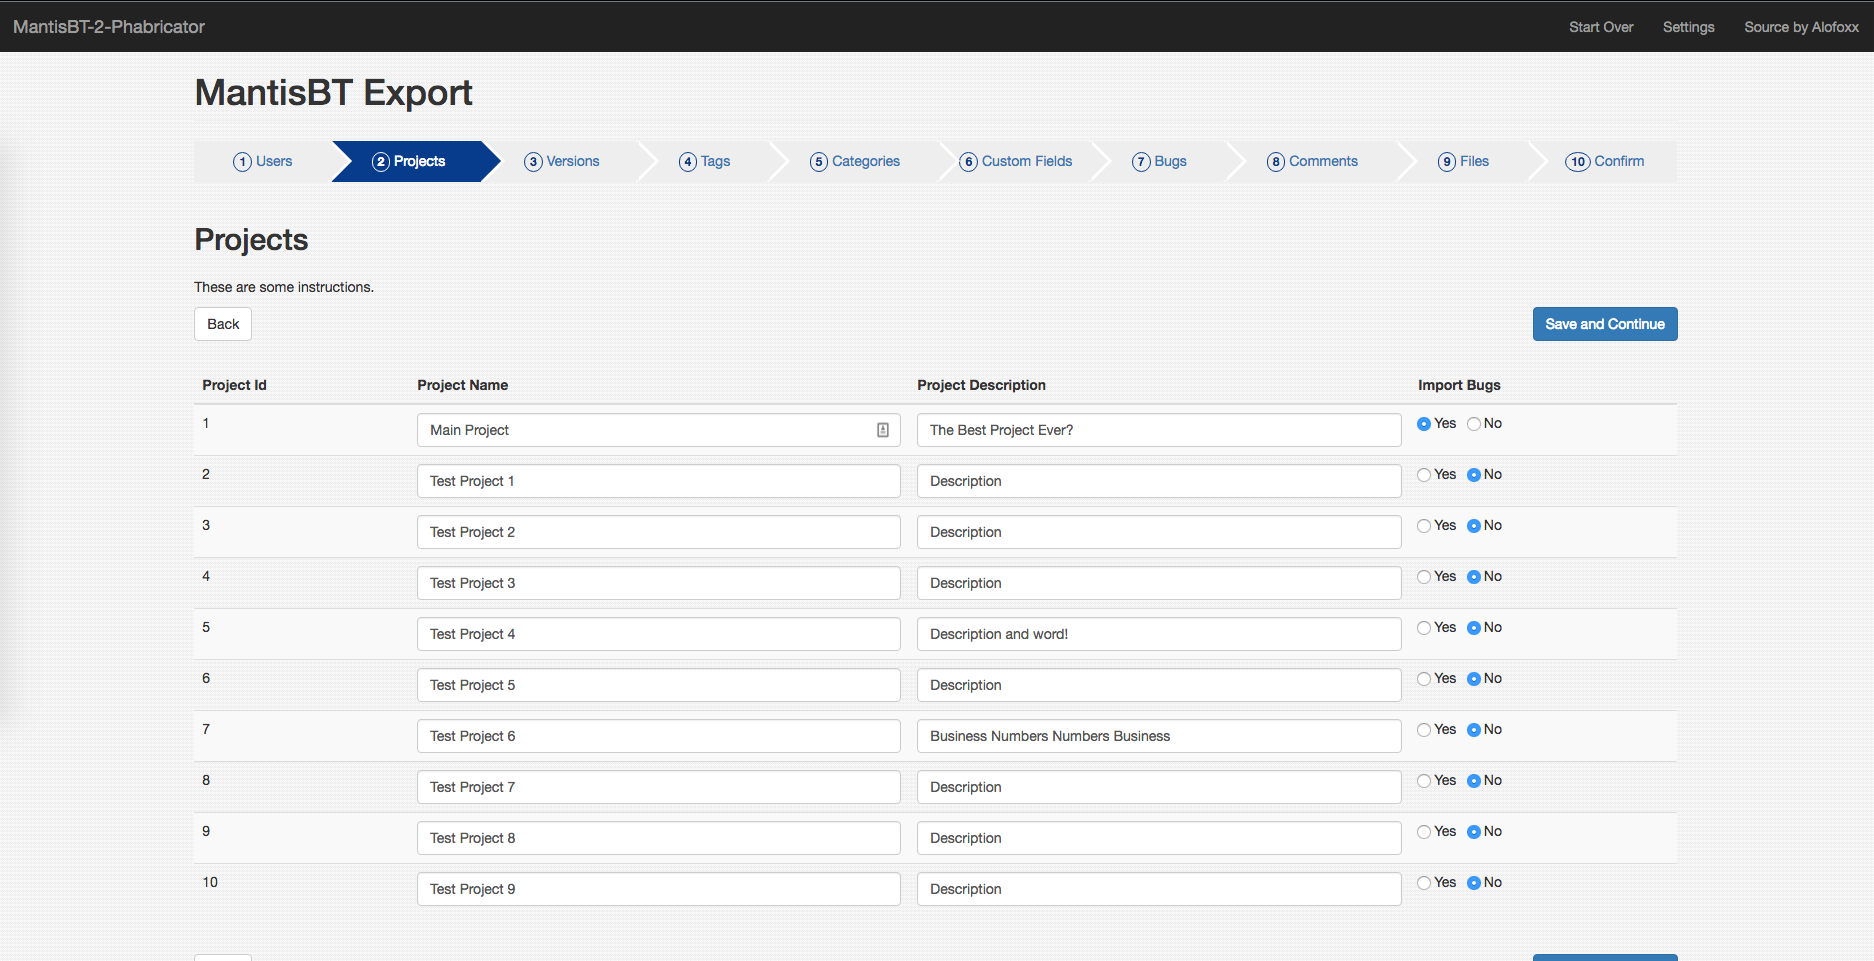 MantisBT-2-Phabricator Start Over Settings Source by Alofoxx
MantisBT Export
1 Users 2 Projects 3 Versions 4 Tags 5 Categories 6 Custom Fields 7 Bugs 8 Comments 9 Files 10 Confirm
Projects
These are some instructions.
Back Save and Continue
Project Id Project Name Project Description Import Bugs
1 Main Project The Best Project Ever? Yes No
2 Test Project 1 Description Yes No
3 Test Project 2 Description Yes No
4 Test Project 3 Description Yes No
5 Test Project 4 Description and word! Yes No
6 Test Project 5 Description Yes No
7 Test Project 6 Business Numbers Numbers Business Yes No
8 Test Project 7 Description Yes No
9 Test Project 8 Description Yes No
10 Test Project 9 Description Yes No